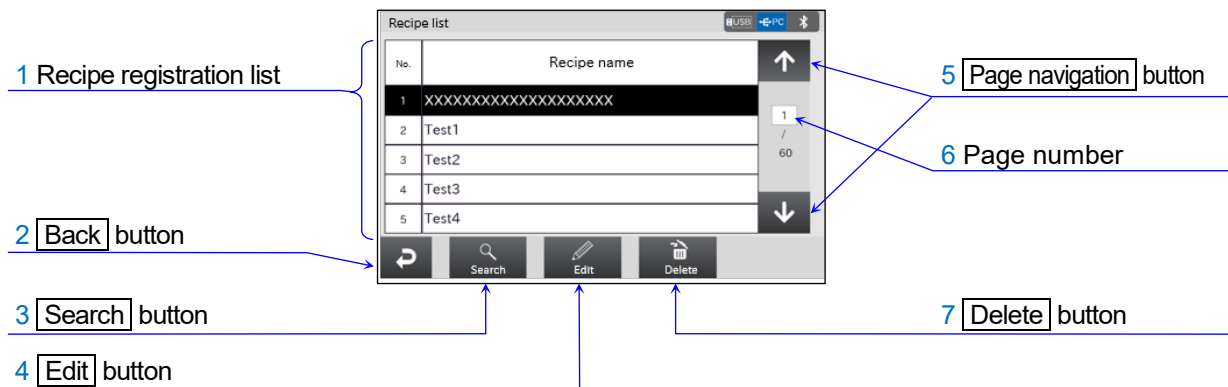 Recipe list
USB PC
No. Recipe name
1 XXXXXXXXXXXXXXXXXXXX
2 Test1
3 Test2
4 Test3
5 Test4
1
/
60
Search Edit Delete
1 Recipe registration list
2 Back button
3 Search button
4 Edit button
5 Page navigation button
6 Page number
7 Delete button